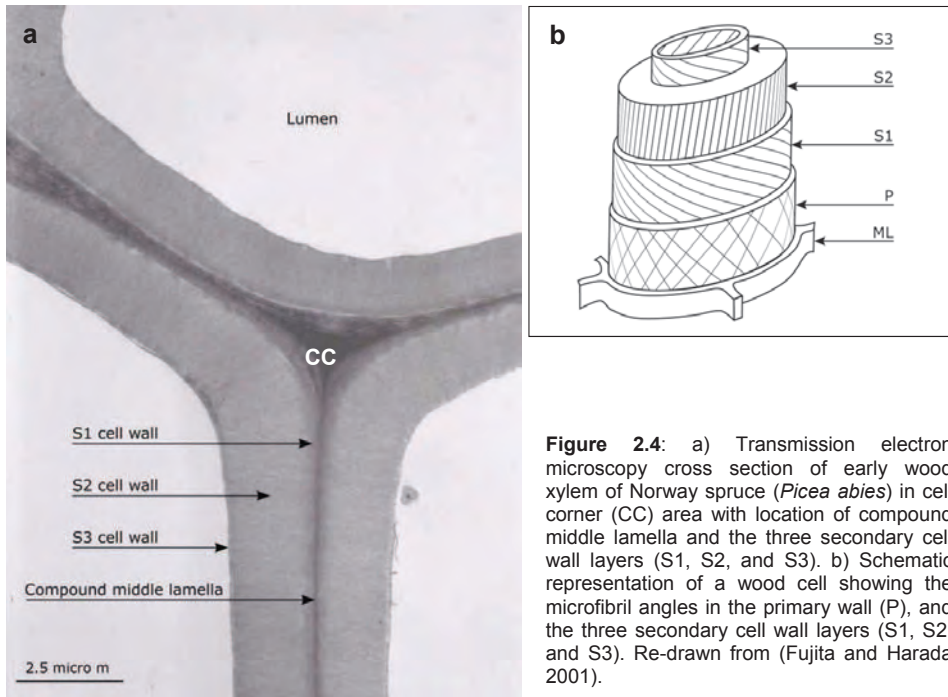 a
Lumen
CC
S1 cell wall
S2 cell wall
S3 cell wall
Compound middle lamella
2.5 micro m
b
S3
S2
S1
P
ML
Figure 2.4: a) Transmission electron
microscopy cross section of early wood
xylem of Norway spruce (Picea abies) in cel
corner (CC) area with location of compound
middle lamella and the three secondary cel
wall layers (S1, S2, and S3). b) Schematic
representation of a wood cell showing the
microfibril angles in the primary wall (P), and
the three secondary cell wall layers (S1, S2
and S3). Re-drawn from (Fujita and Harada
2001).